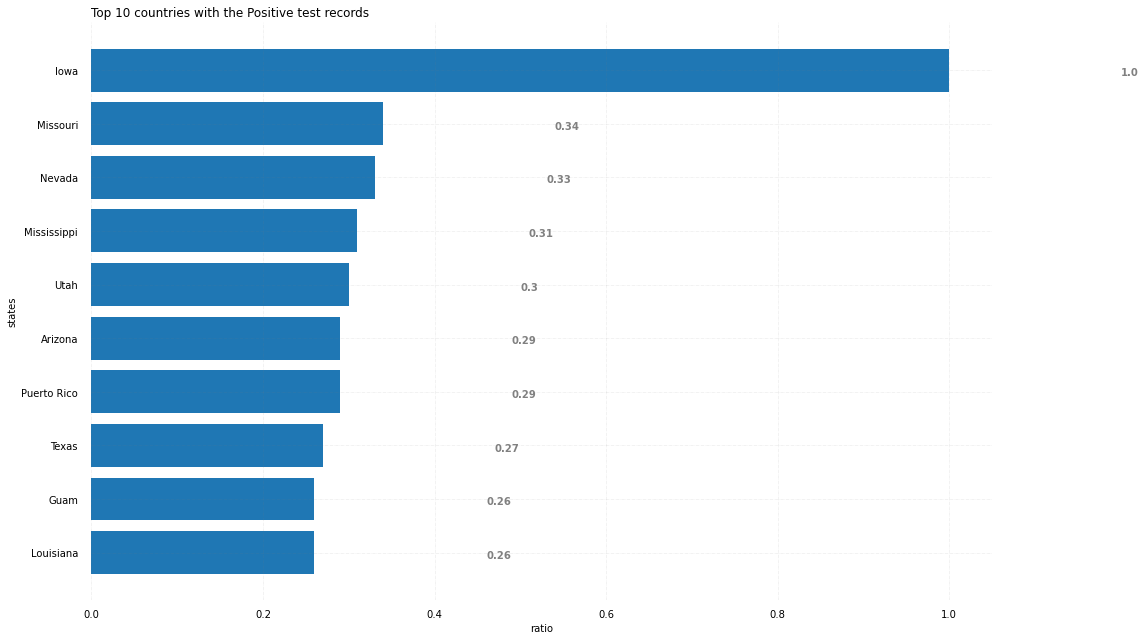 Top 10 countries with the Positive test records
Iowa 1.0
Missouri 0.34
Nevada 0.33
Mississippi 0.31
Utah 0.3
states
Arizona 0.29
Puerto Rico 0.29
Texas 0.27
Guam 0.26
Louisiana 0.26
0.0 0.2 0.4 0.6 0.8 1.0
ratio